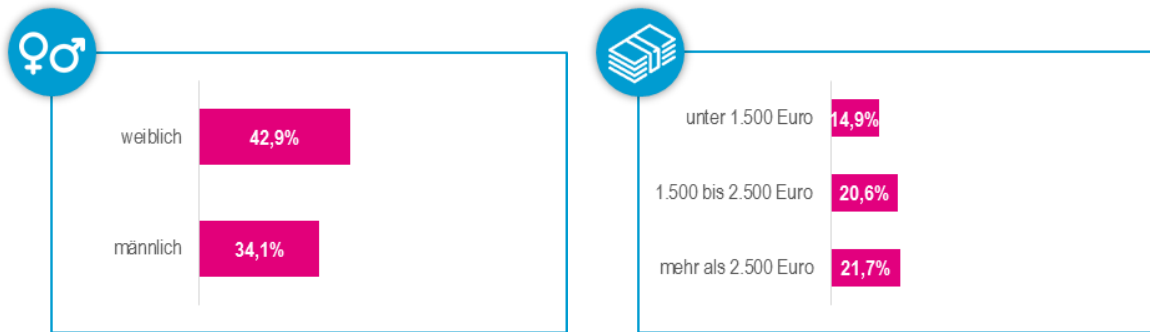 weiblich
42,9%
männlich
34,1%
unter 1.500 Euro
14,9%
1.500 bis 2.500 Euro
20,6%
mehr als 2.500 Euro
21,7%